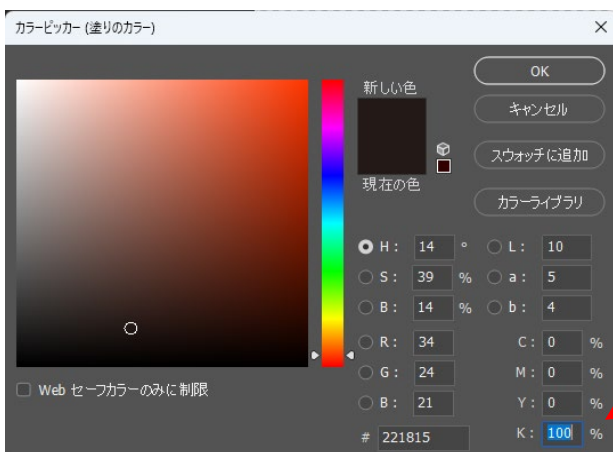 カラーピッカー (塗りのカラー)
新しい色
現在の色
OK
キャンセル
スウォッチに追加
カラーライブラリ
H : 14 °
S : 39 %
B : 14 %
R : 34
G : 24
B : 21
# 221815
L : 10
a : 5
b : 4
C : 0 %
M : 0 %
Y : 0 %
K : 100 %
Web セーフカラーのみに制限